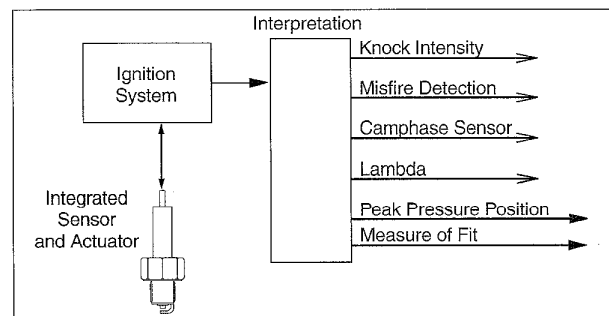 Interpretation
Ignition
System
Integrated
Sensor
and Actuator
Knock Intensity
Misfire Detection
Camphase Sensor
Lambda
Peak Pressure Position
Measure of Fit